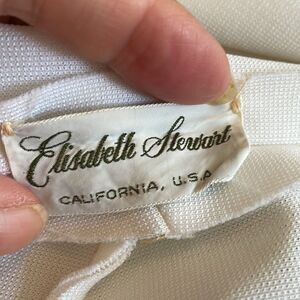 Elisabeth Stewart
CALIFORNIA, U.S.A